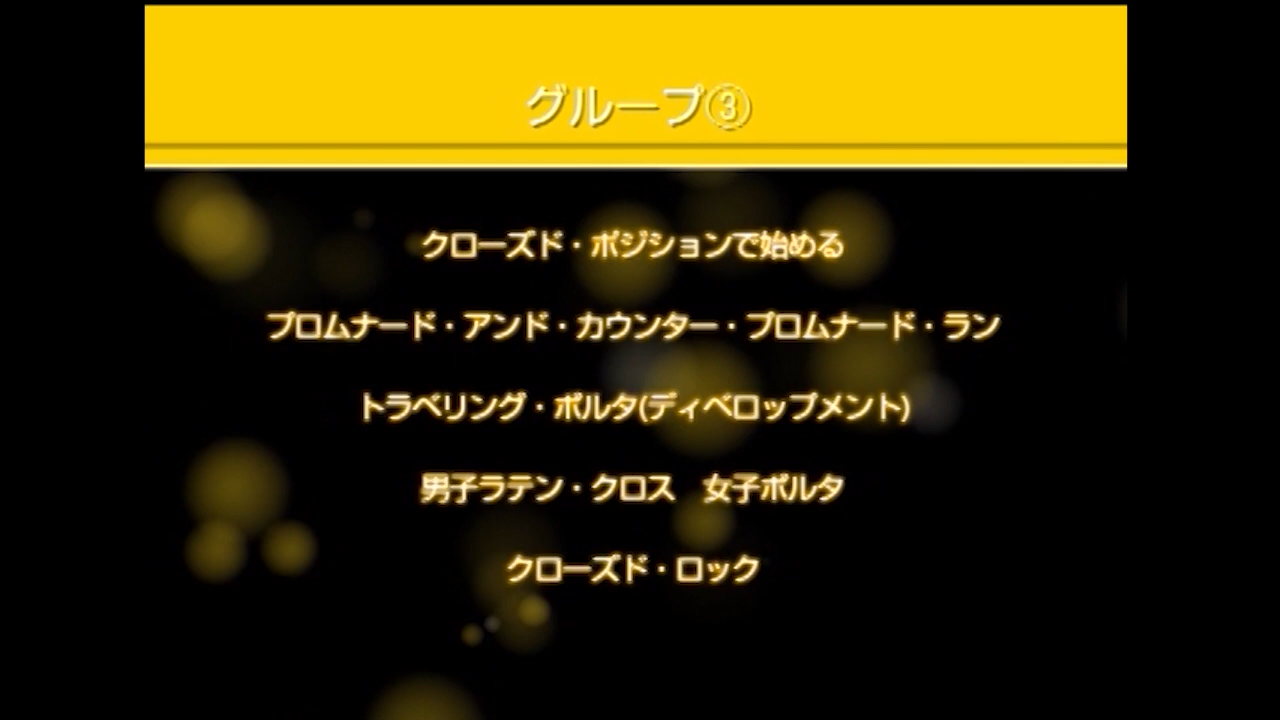 グループ③
クローズド・ポジションで始める
プロムナード・アンド・カウンター・プロムナード・ラン
トラベリング・ボルタ(ディベロップメント)
男子ラテン・クロス　女子ボルタ
クローズド・ロック